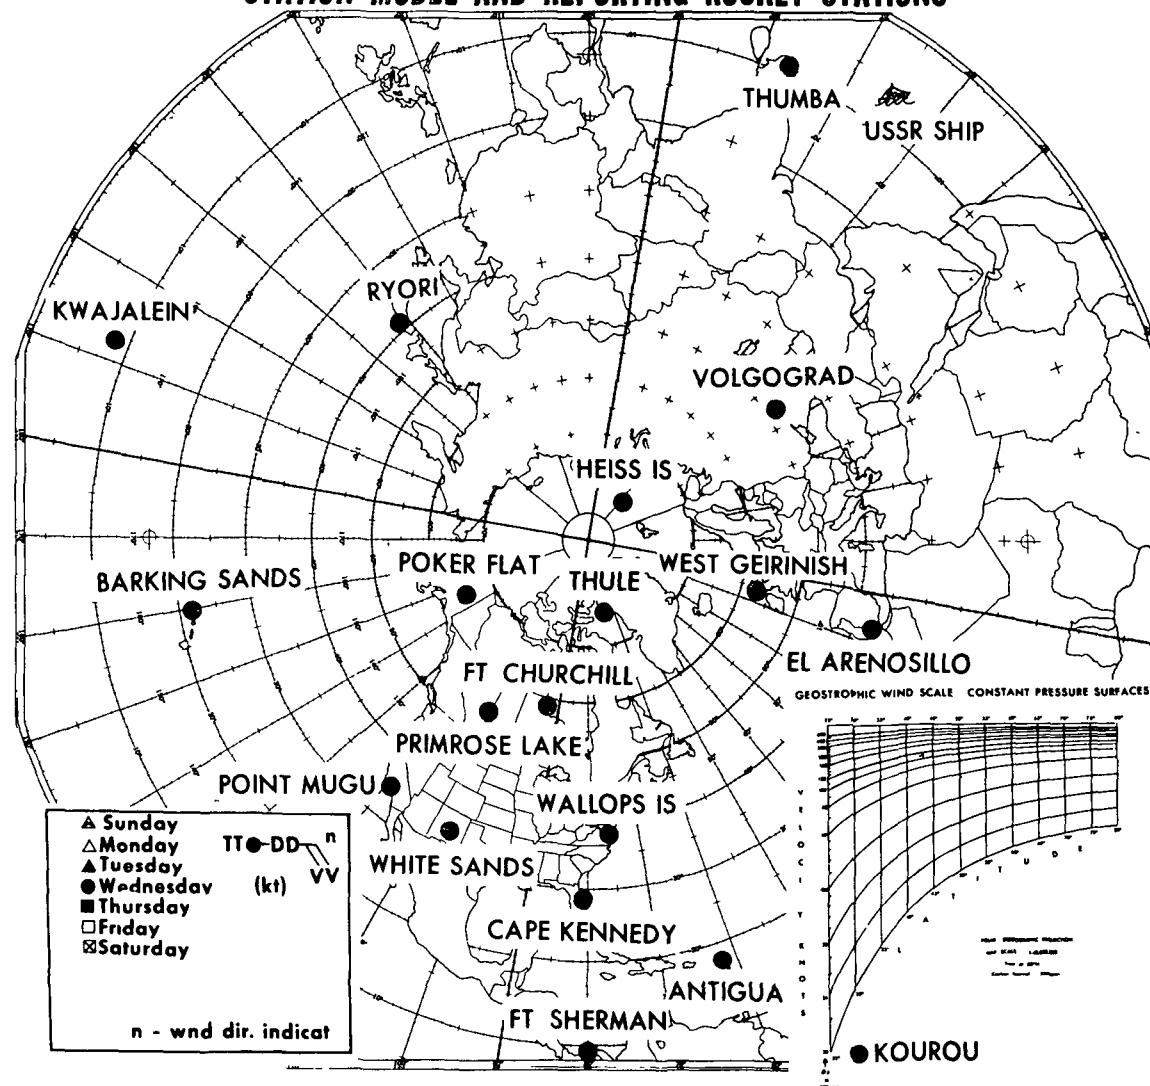 STATION MODEL AND REPORTING ROCKET STATIONS
THUMBA
USSR SHIP
RYORI
KWAJALEIN
VOLGOGRAD
HEISS IS
POKER FLAT
WEST GEIRINISH
THULE
BARKING SANDS
EL ARENOSILLO
FT CHURCHILL
GEOSTROPHIC WIND SCALE CONSTANT PRESSURE SURFACES
PRIMROSE LAKE
POINT MUGU
WALLOPS IS
WHITE SANDS
CAPE KENNEDY
ANTIGUA
FT SHERMAN
KOUROU
Sunday
Monday
Tuesday
Wednesday
Thursday
Friday
Saturday
TT DD n
(kt) VV
n - wnd dir. indicat
VELOCITY KNOTS
LATITUDE